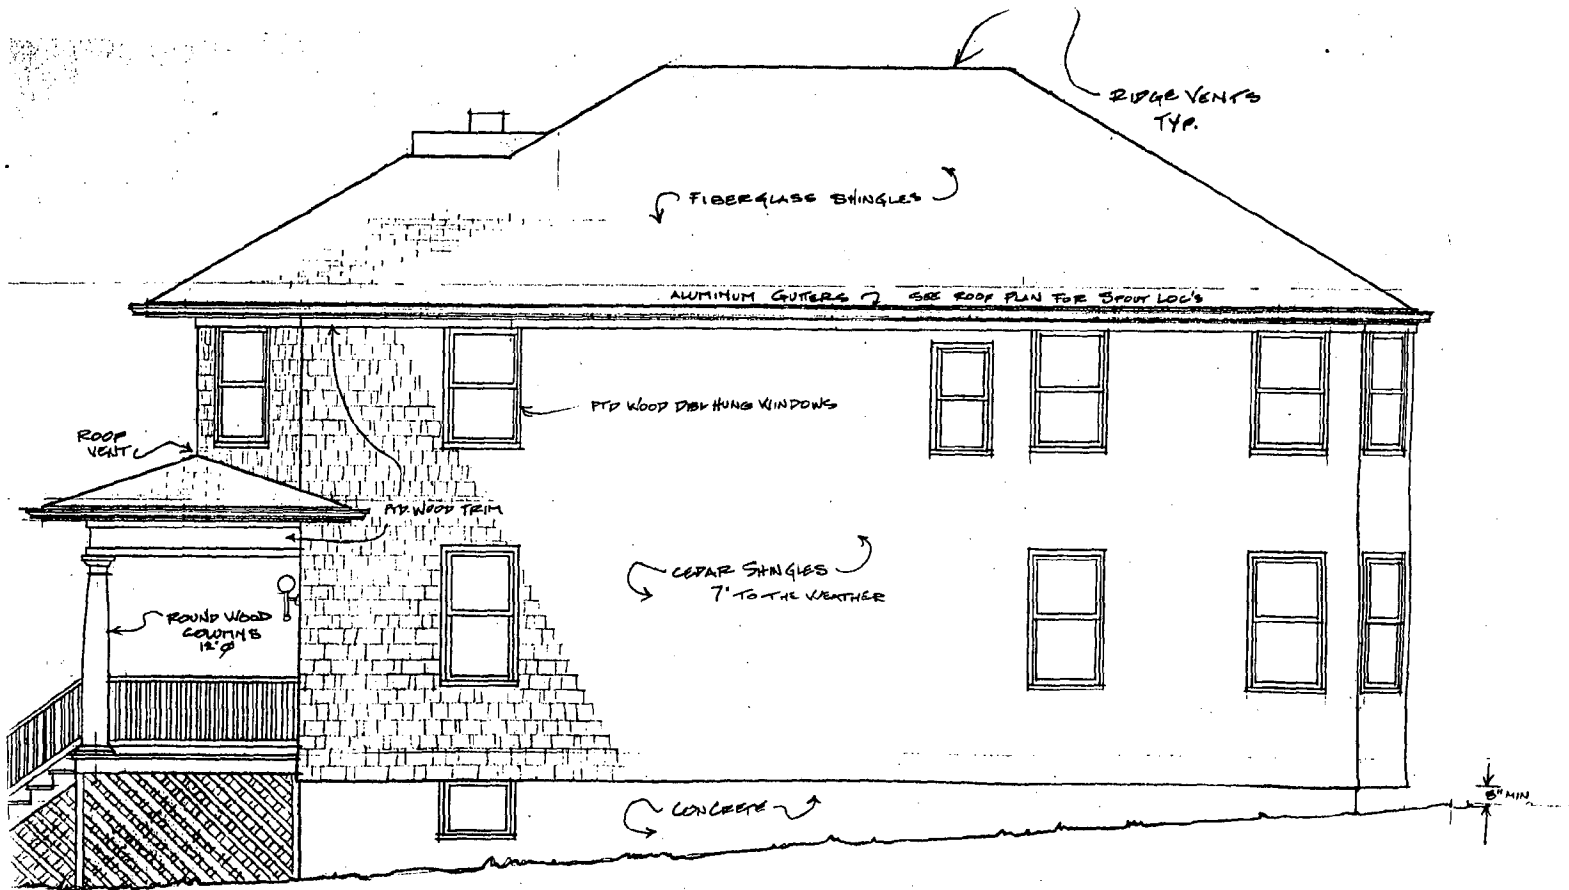 RIDGE VENTS
TYP.
FIBERGLASS SHINGLES
ALUMINUM GUTTERS SEE ROOF PLAN FOR SPOUT LOC'S
PTD WOOD DBL HUNG WINDOWS
ROOF
VENT
PTD. WOOD TRIM
CEDAR SHINGLES
7" TO THE WEATHER
ROUND WOOD
COLUMNS
12"Ø
8" MIN
CONCRETE